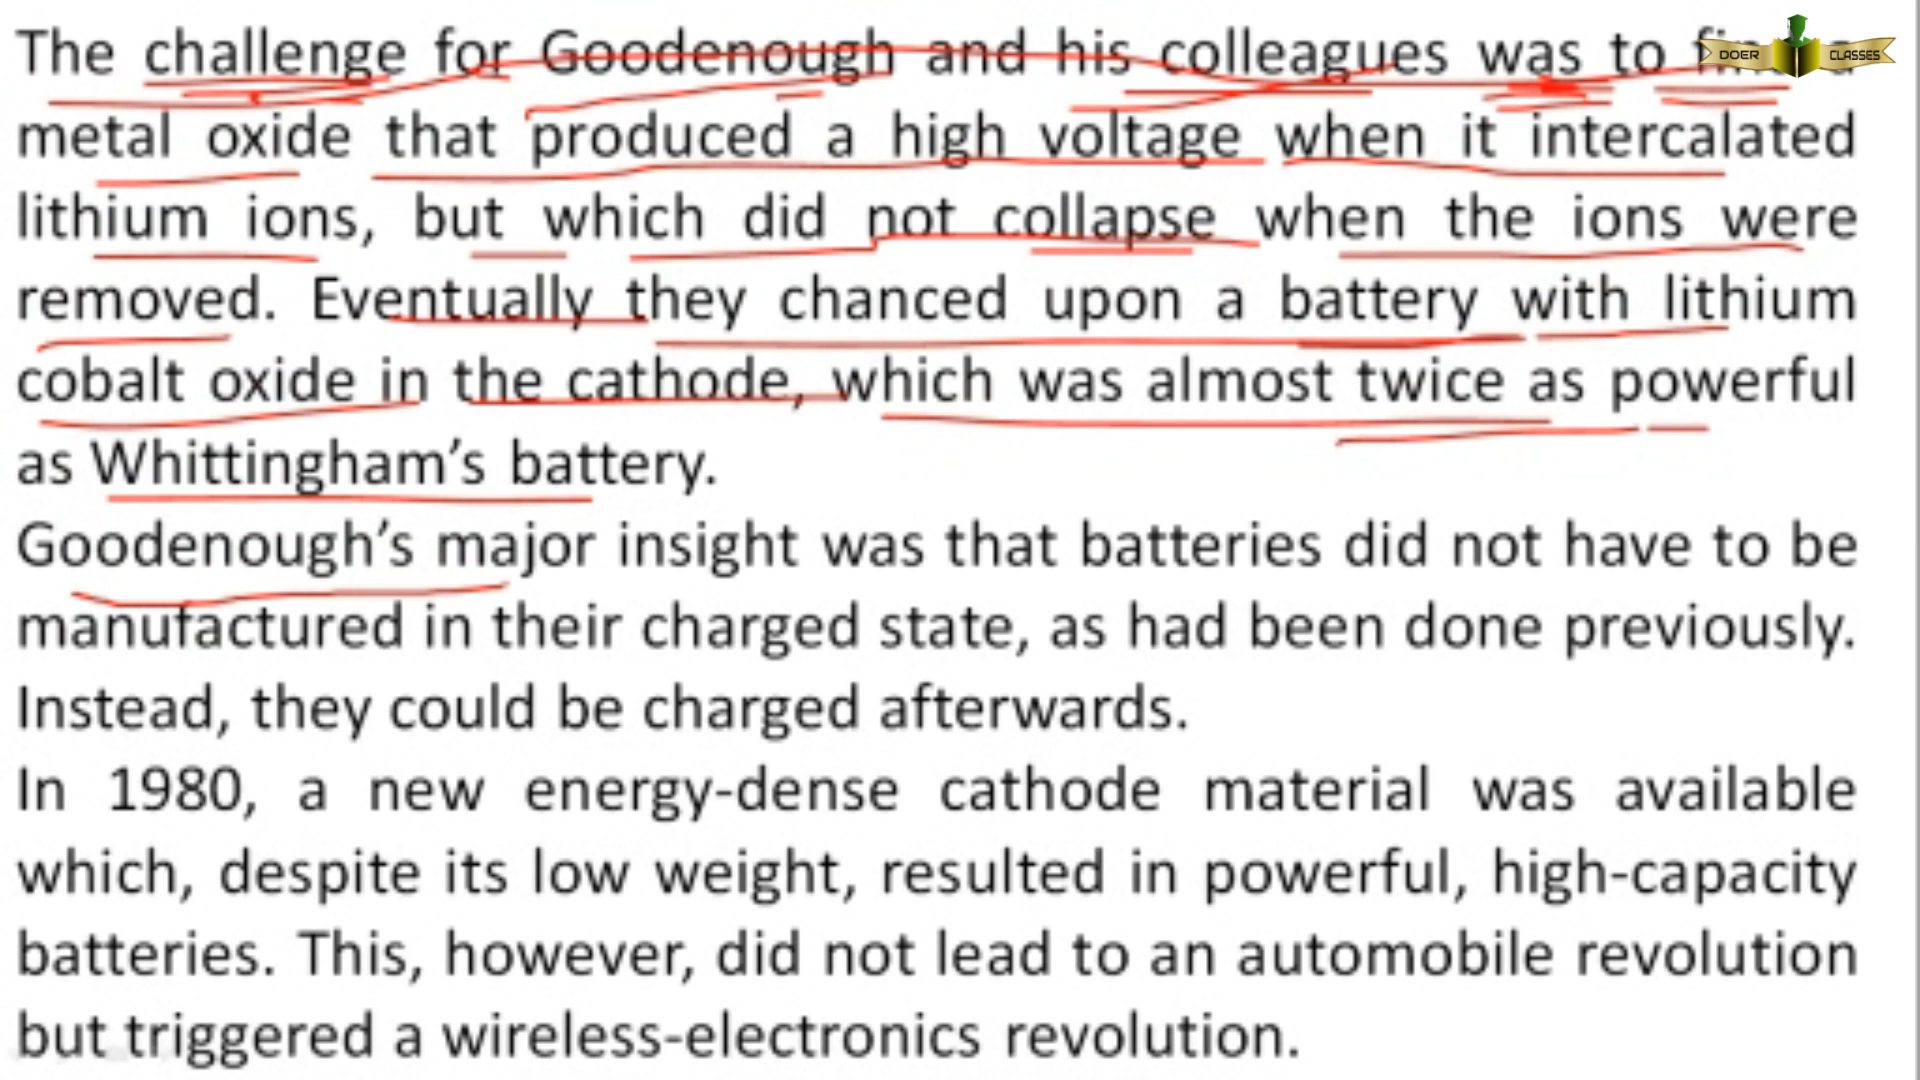 The challenge for Goodenough and his colleagues was to find a
metal oxide that produced a high voltage when it intercalated
lithium ions, but which did not collapse when the ions were
removed. Eventually they chanced upon a battery with lithium
cobalt oxide in the cathode, which was almost twice as powerful
as Whittingham’s battery.
Goodenough’s major insight was that batteries did not have to be
manufactured in their charged state, as had been done previously.
Instead, they could be charged afterwards.
In 1980, a new energy-dense cathode material was available
which, despite its low weight, resulted in powerful, high-capacity
batteries. This, however, did not lead to an automobile revolution
but triggered a wireless-electronics revolution.
DOER CLASSES